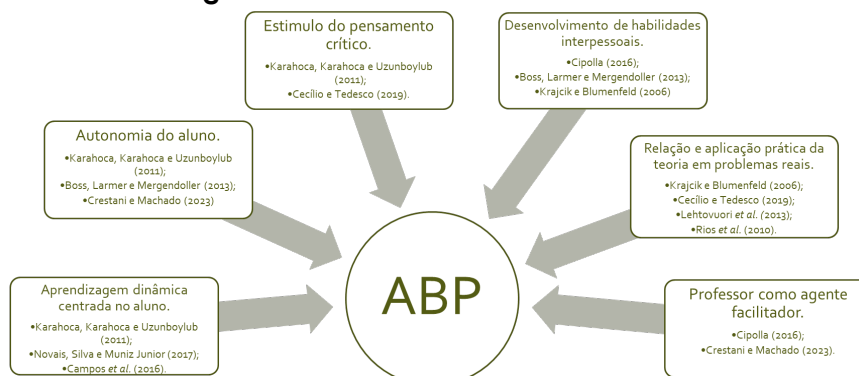 Estimulo do pensamento
crítico.
•Karahoca, Karahoca e Uzunboylub
(2011);
•Cecílio e Tedesco (2019).
Desenvolvimento de habilidades
interpessoais.
•Cipolla (2016);
•Boss, Larmer e Mergendoller (2013);
•Krajcik e Blumenfeld (2006)
Autonomia do aluno.
•Karahoca, Karahoca e Uzunboylub
(2011);
•Boss, Larmer e Mergendoller (2013);
•Crestani e Machado (2023)
Relação e aplicação prática da
teoria em problemas reais.
•Krajcik e Blumenfeld (2006);
•Cecílio e Tedesco (2019);
•Lehtovuori et al. (2013);
•Rios et al. (2010).
Aprendizagem dinâmica
centrada no aluno.
•Karahoca, Karahoca e Uzunboylub
(2011);
•Novais, Silva e Muniz Junior (2017);
•Campos et al. (2016).
ABP
Professor como agente
facilitador.
•Cipolla (2016);
•Crestani e Machado (2023).